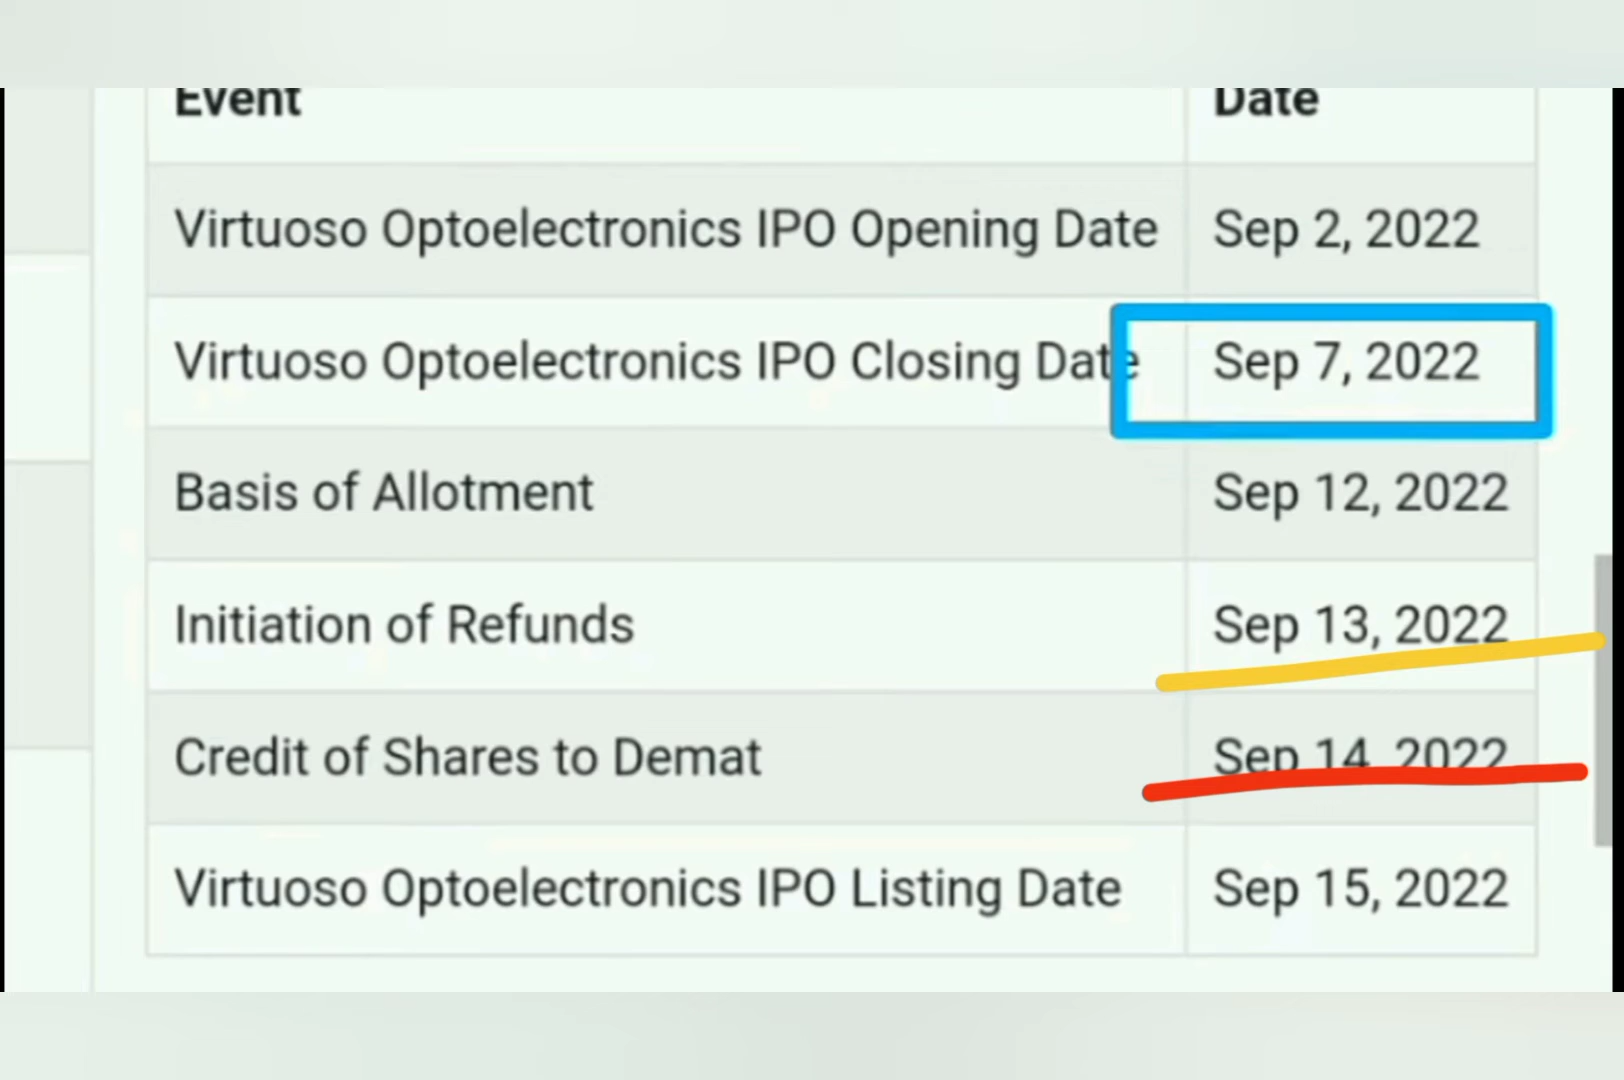 Event Date
Virtuoso Optoelectronics IPO Opening Date Sep 2, 2022
Virtuoso Optoelectronics IPO Closing Date Sep 7, 2022
Basis of Allotment Sep 12, 2022
Initiation of Refunds Sep 13, 2022
Credit of Shares to Demat Sep 14, 2022
Virtuoso Optoelectronics IPO Listing Date Sep 15, 2022